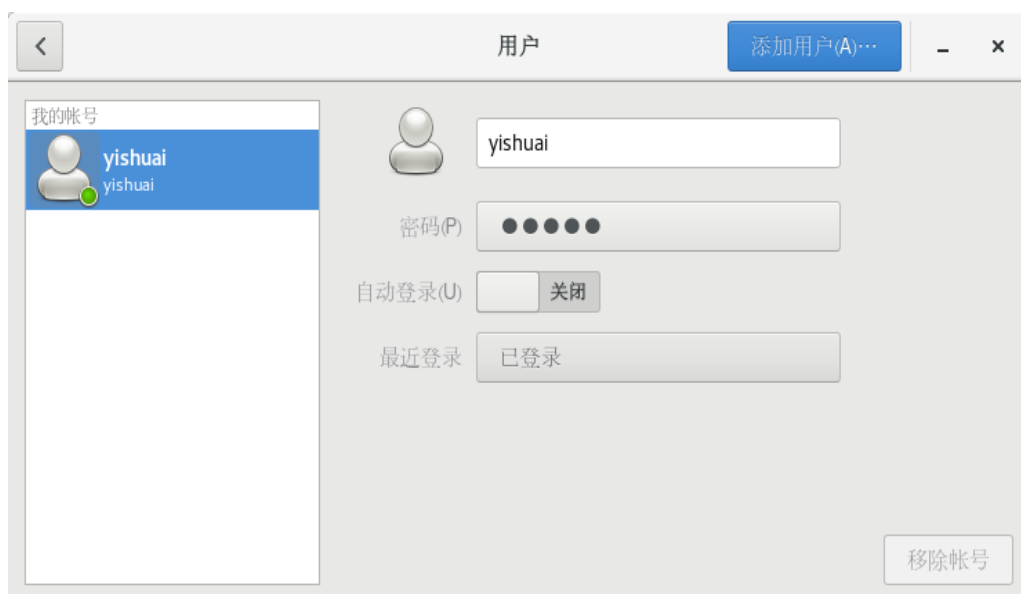 用户
添加用户(A)…
我的帐号
yishuai
yishuai
yishuai
密码(P)
●●●●●
自动登录(U)
关闭
最近登录
已登录
移除帐号